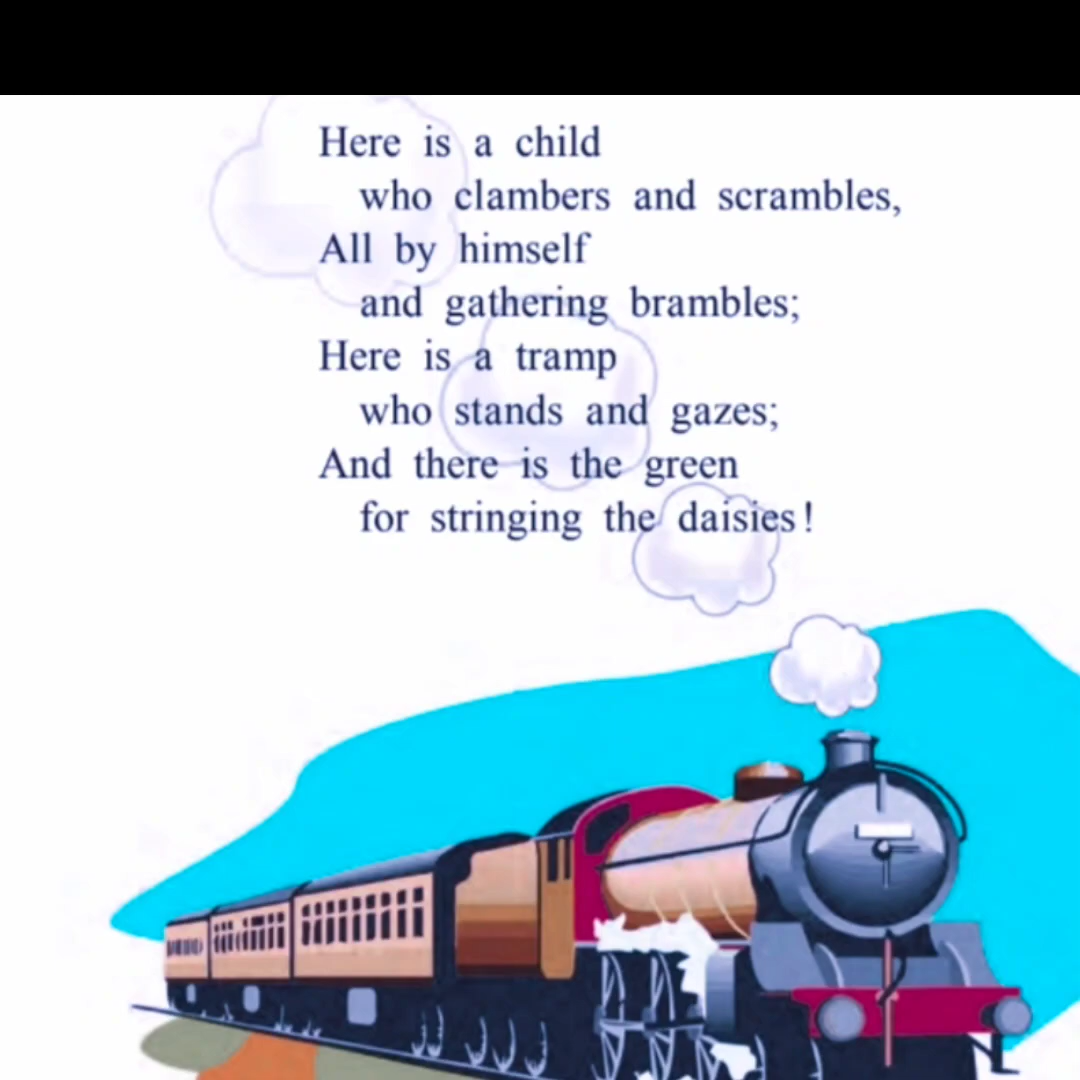 Here is a child
who clambers and scrambles,
All by himself
and gathering brambles;
Here is a tramp
who stands and gazes;
And there is the green
for stringing the daisies!